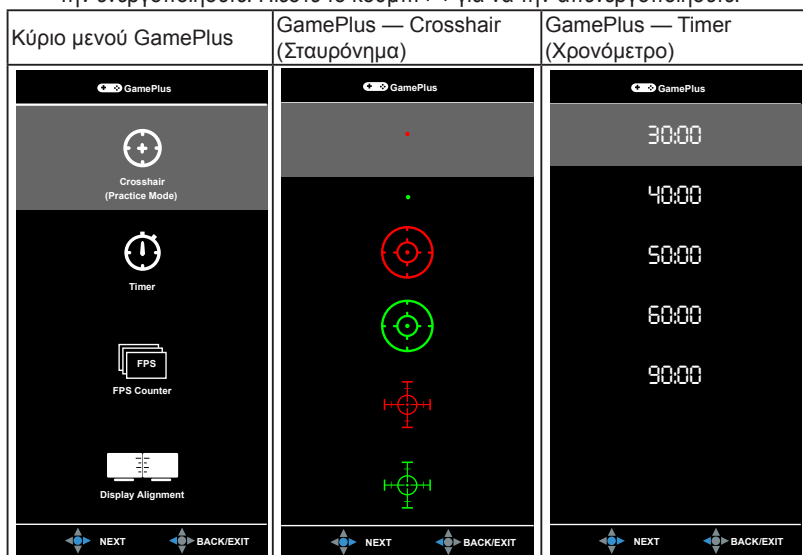 Κύριο μενού GamePlus
GamePlus — Crosshair
(Σταυρόνημα)
GamePlus — Timer
(Χρονόμετρο)
GamePlus
Crosshair
(Practice Mode)
Timer
FPS
FPS Counter
Display Alignment
NEXT BACK/EXIT
GamePlus
NEXT BACK/EXIT
GamePlus
30:00
40:00
50:00
60:00
90:00
NEXT BACK/EXIT